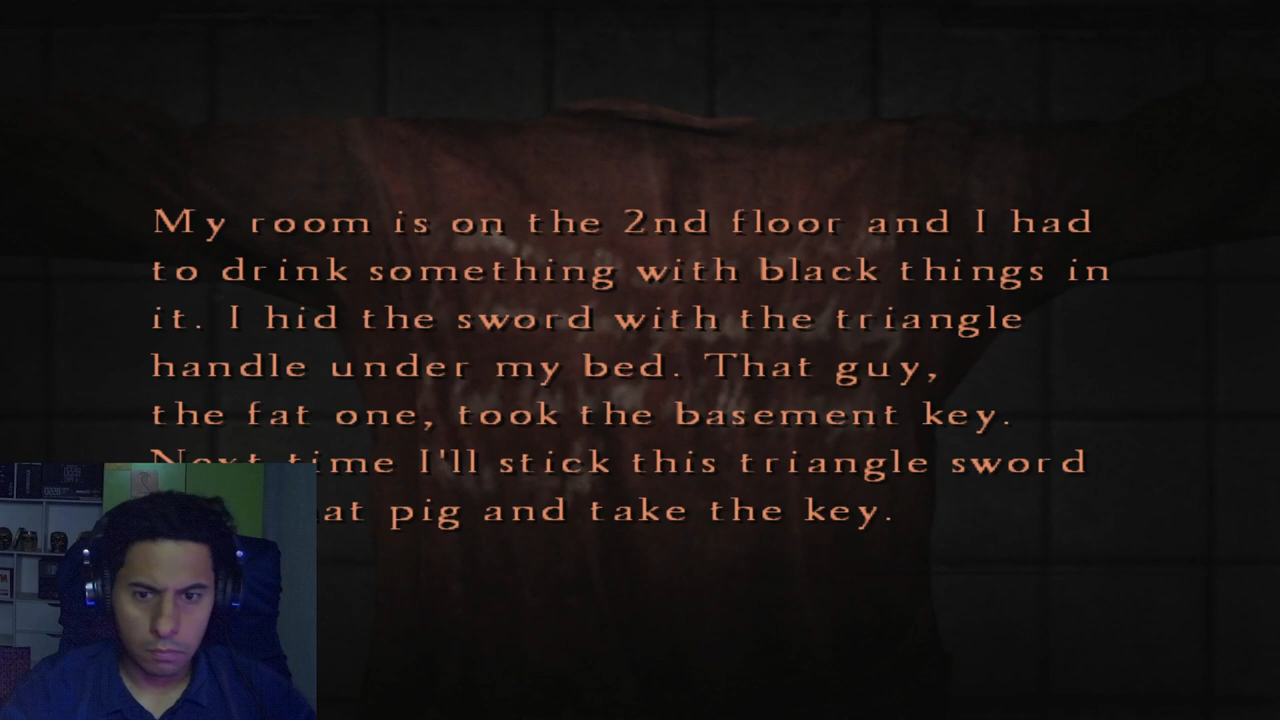 My room is on the 2nd floor and I had
to drink something with black things in
it. I hid the sword with the triangle
handle under my bed. That guy,
the fat one, took the basement key.
Next time I'll stick this triangle sword
pig and take the key.